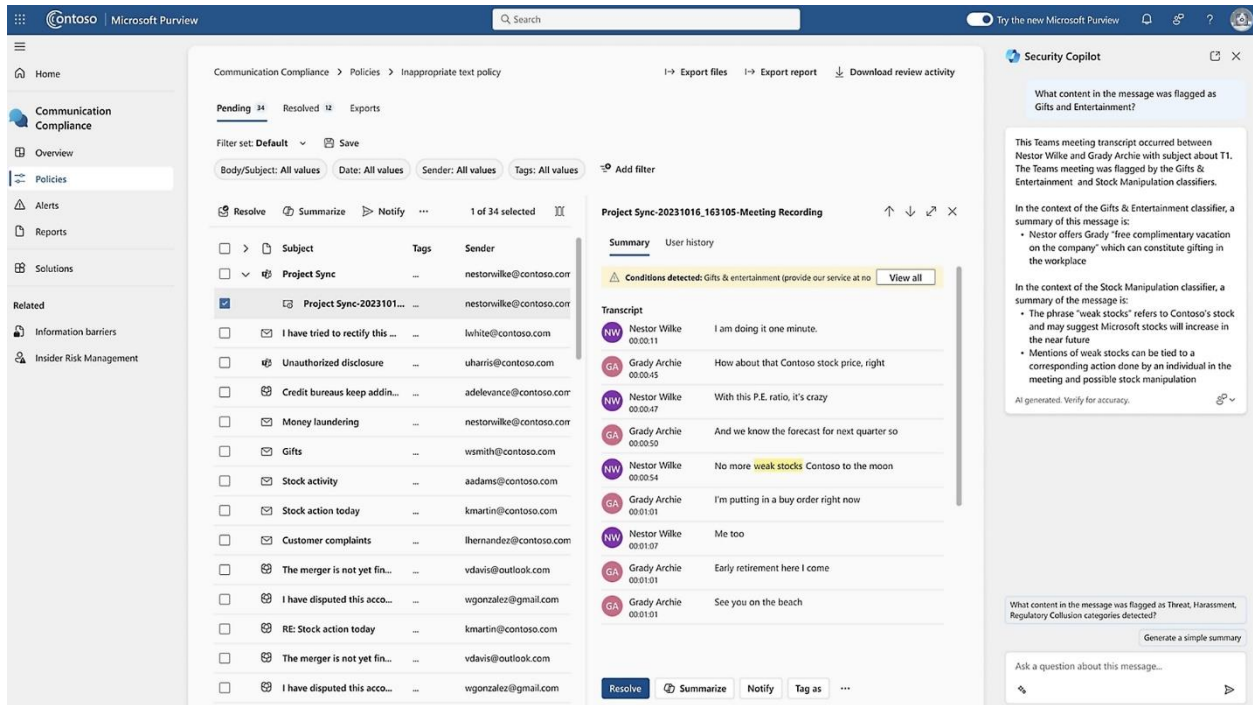 Contoso | Microsoft Purview
Search
Try the new Microsoft Purview
?
Home
Communication
Compliance
Overview
Policies
Alerts
Reports
Solutions
Related
Information barriers
Insider Risk Management
Communication Compliance > Policies > Inappropriate text policy
Export files
Export report
Download review activity
Pending 34 Resolved 12 Exports
Filter set: Default Save
Body/Subject: All values Date: All values Sender: All values Tags: All values Add filter
Resolve Summarize Notify ... 1 of 34 selected
Subject Tags Sender
Project Sync ... nestorwilke@contoso.com
Project Sync-2023101... ... nestorwilke@contoso.com
I have tried to rectify this ... ... lwhite@contoso.com
Unauthorized disclosure ... uharris@contoso.com
Credit bureaus keep addin... ... adelevance@contoso.com
Money laundering ... nestorwilke@contoso.com
Gifts ... wsmith@contoso.com
Stock activity ... aadams@contoso.com
Stock action today ... kmartin@contoso.com
Customer complaints ... lhernandez@contoso.com
The merger is not yet fin... ... vdavis@outlook.com
I have disputed this acco... ... wgonzalez@gmail.com
RE: Stock action today ... kmartin@contoso.com
The merger is not yet fin... ... vdavis@outlook.com
I have disputed this acco... ... wgonzalez@gmail.com
Project Sync-20231016_163105-Meeting Recording
Summary User history
Conditions detected: Gifts & entertainment (provide our service at no View all
Transcript
NW Nestor Wilke I am doing it one minute.
00:00:11
GA Grady Archie How about that Contoso stock price, right
00:00:45
NW Nestor Wilke With this P.E. ratio, it's crazy
00:00:47
GA Grady Archie And we know the forecast for next quarter so
00:00:50
NW Nestor Wilke No more weak stocks Contoso to the moon
00:00:54
GA Grady Archie I'm putting in a buy order right now
00:01:01
NW Nestor Wilke Me too
00:01:07
GA Grady Archie Early retirement here I come
00:01:01
GA Grady Archie See you on the beach
00:01:01
Resolve Summarize Notify Tag as ...
Security Copilot
What content in the message was flagged as
Gifts and Entertainment?
This Teams meeting transcript occurred between
Nestor Wilke and Grady Archie with subject about T1.
The Teams meeting was flagged by the Gifts &
Entertainment and Stock Manipulation classifiers.
In the context of the Gifts & Entertainment classifier, a
summary of this message is:
• Nestor offers Grady "free complimentary vacation
on the company" which can constitute gifting in
the workplace
In the context of the Stock Manipulation classifier, a
summary of the message is:
• The phrase "weak stocks" refers to Contoso's stock
and may suggest Microsoft stocks will increase in
the near future
• Mentions of weak stocks can be tied to a
corresponding action done by an individual in the
meeting and possible stock manipulation
AI generated. Verify for accuracy.
What content in the message was flagged as Threat, Harassment,
Regulatory Collusion categories detected?
Generate a simple summary
Ask a question about this message...